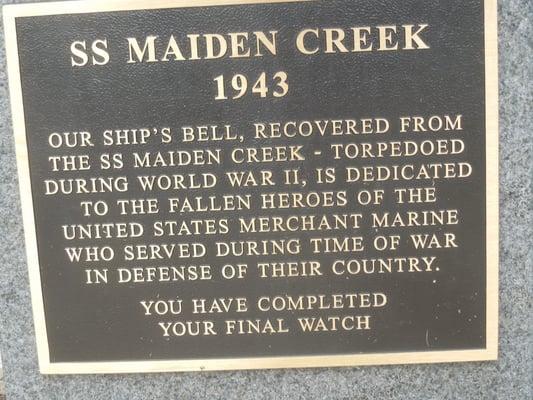 SS MAIDEN CREEK
1943
OUR SHIP'S BELL, RECOVERED FROM
THE SS MAIDEN CREEK - TORPEDOED
DURING WORLD WAR II, IS DEDICATED
TO THE FALLEN HEROES OF THE
UNITED STATES MERCHANT MARINE
WHO SERVED DURING TIME OF WAR
IN DEFENSE OF THEIR COUNTRY.
YOU HAVE COMPLETED
YOUR FINAL WATCH